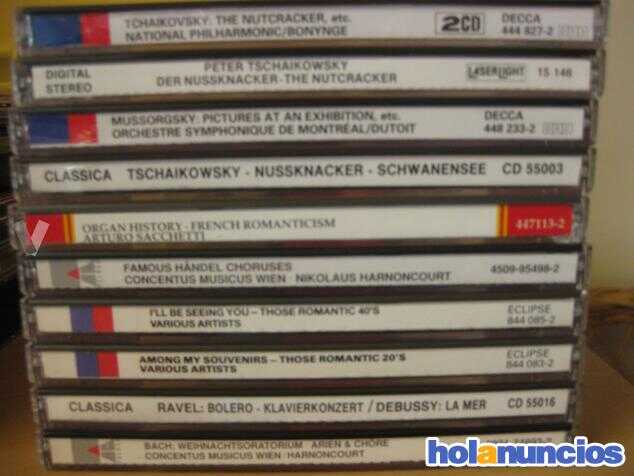 TCHAIKOVSKY: THE NUTCRACKER, etc.
NATIONAL PHILHARMONIC/BONYNGE
2CD
DECCA
444 827-2
DIGITAL
STEREO
PETER TSCHAIKOWSKY
DER NUSSKNACKER-THE NUTCRACKER
LASERLIGHT
15 146
MUSSORGSKY: PICTURES AT AN EXHIBITION, etc.
ORCHESTRE SYMPHONIQUE DE MONTRÉAL/DUTOIT
DECCA
448 233-2
CLASSICA TSCHAIKOWSKY - NUSSKNACKER - SCHWANENSEE CD 55003
ORGAN HISTORY - FRENCH ROMANTICISM
ARTURO SACCHETTI
447113-2
FAMOUS HÄNDEL CHORUSES
CONCENTUS MUSICUS WIEN · NIKOLAUS HARNONCOURT
4509-95498-2
I'LL BE SEEING YOU – THOSE ROMANTIC 40'S
VARIOUS ARTISTS
ECLIPSE
844 085-2
AMONG MY SOUVENIRS – THOSE ROMANTIC 20'S
VARIOUS ARTISTS
ECLIPSE
844 083-2
CLASSICA RAVEL: BOLERO - KLAVIERKONZERT / DEBUSSY: LA MER CD 55016
BACH: WEIHNACHTSORATORIUM · ARIEN & CHÖRE
CONCENTUS MUSICUS WIEN · HARNONCOURT
holanuncios